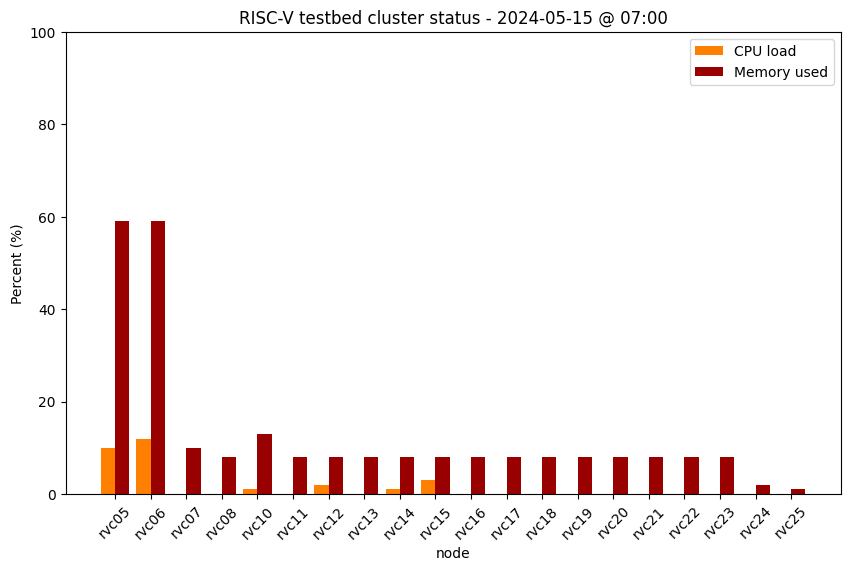 RISC-V testbed cluster status - 2024-05-15 @ 07:00
CPU load
Memory used
Percent (%)
100
80
60
40
20
0
rvc05
rvc06
rvc07
rvc08
rvc10
rvc11
rvc12
rvc13
rvc14
rvc15
rvc16
rvc17
rvc18
rvc19
rvc20
rvc21
rvc22
rvc23
rvc24
rvc25
node